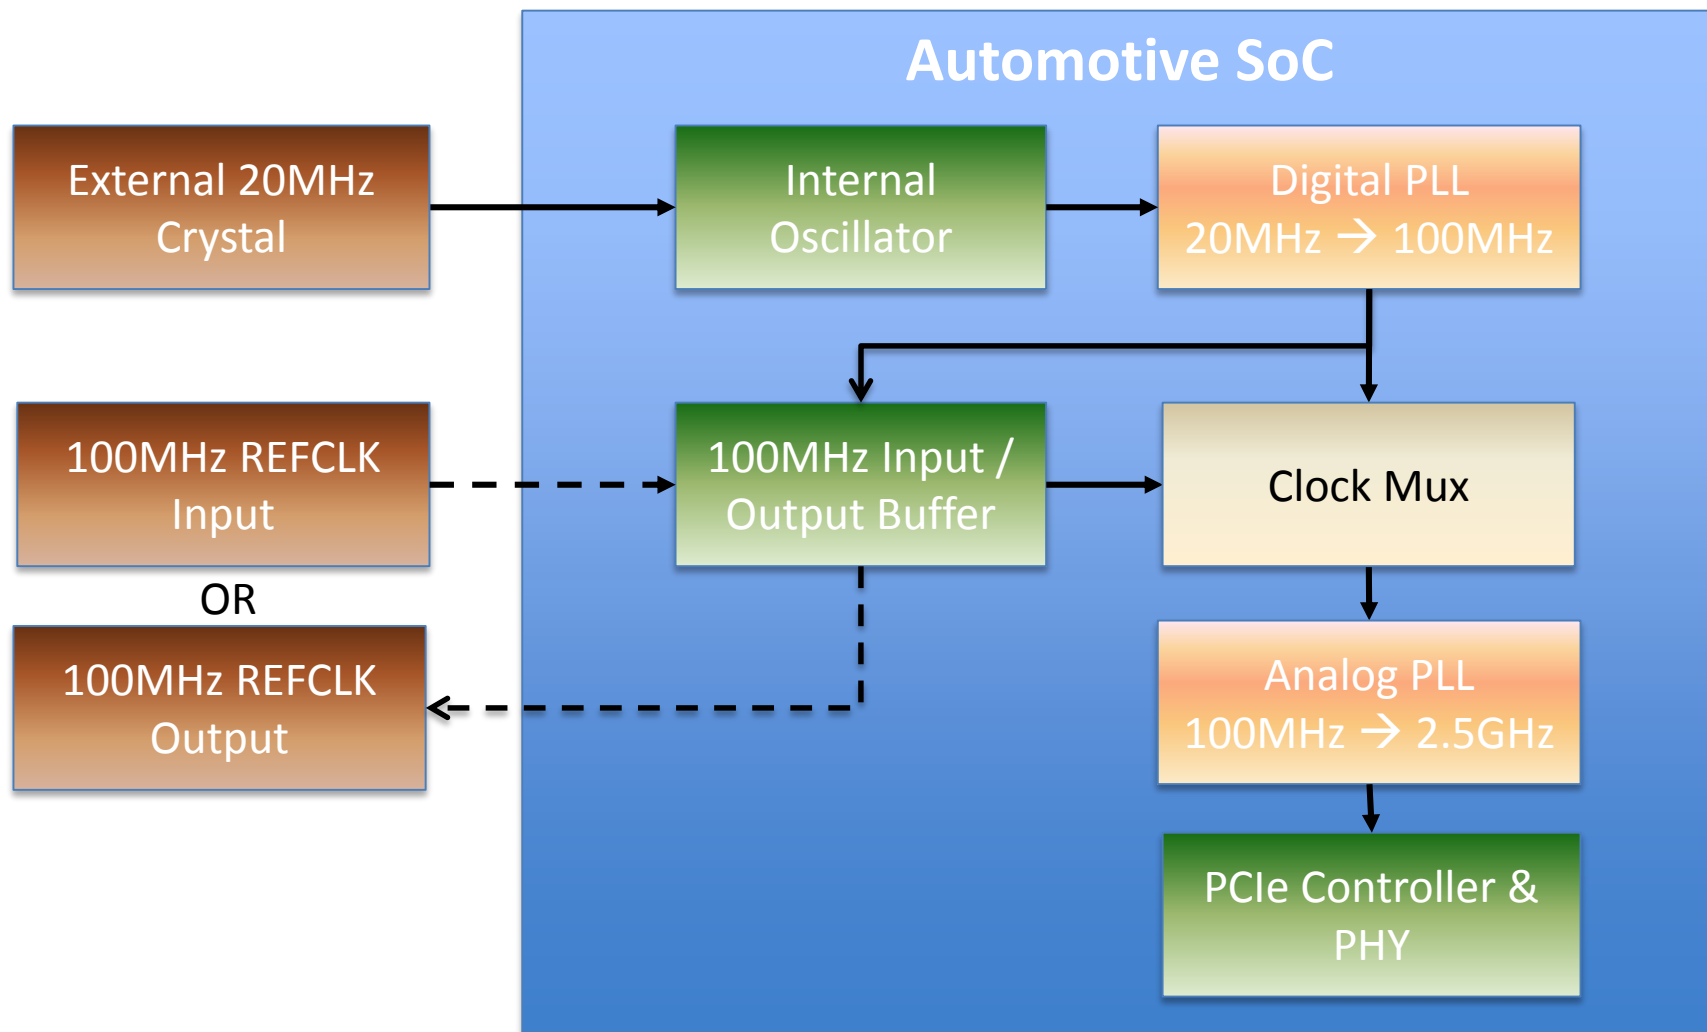 Automotive SoC
External 20MHz
Crystal
Internal
Oscillator
Digital PLL
20MHz → 100MHz
100MHz REFCLK
Input
100MHz Input /
Output Buffer
Clock Mux
OR
100MHz REFCLK
Output
Analog PLL
100MHz → 2.5GHz
PCIe Controller &
PHY